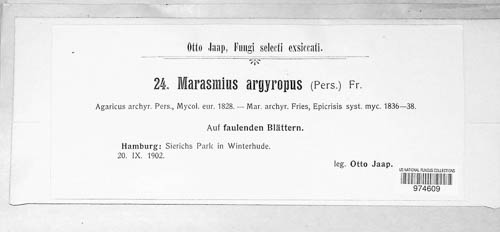 Otto Jaap, Fungi selecti exsiccati.
24. Marasmius argyropus (Pers.) Fr.
Agaricus archyr. Pers., Mycol. eur. 1828. — Mar. archyr. Fries, Epicrisis syst. myc. 1836—38.
Auf faulenden Blättern.
Hamburg: Sierichs Park in Winterhude.
20. IX. 1902.
leg. Otto Jaap.
US NATIONAL FUNGUS COLLECTIONS
974609